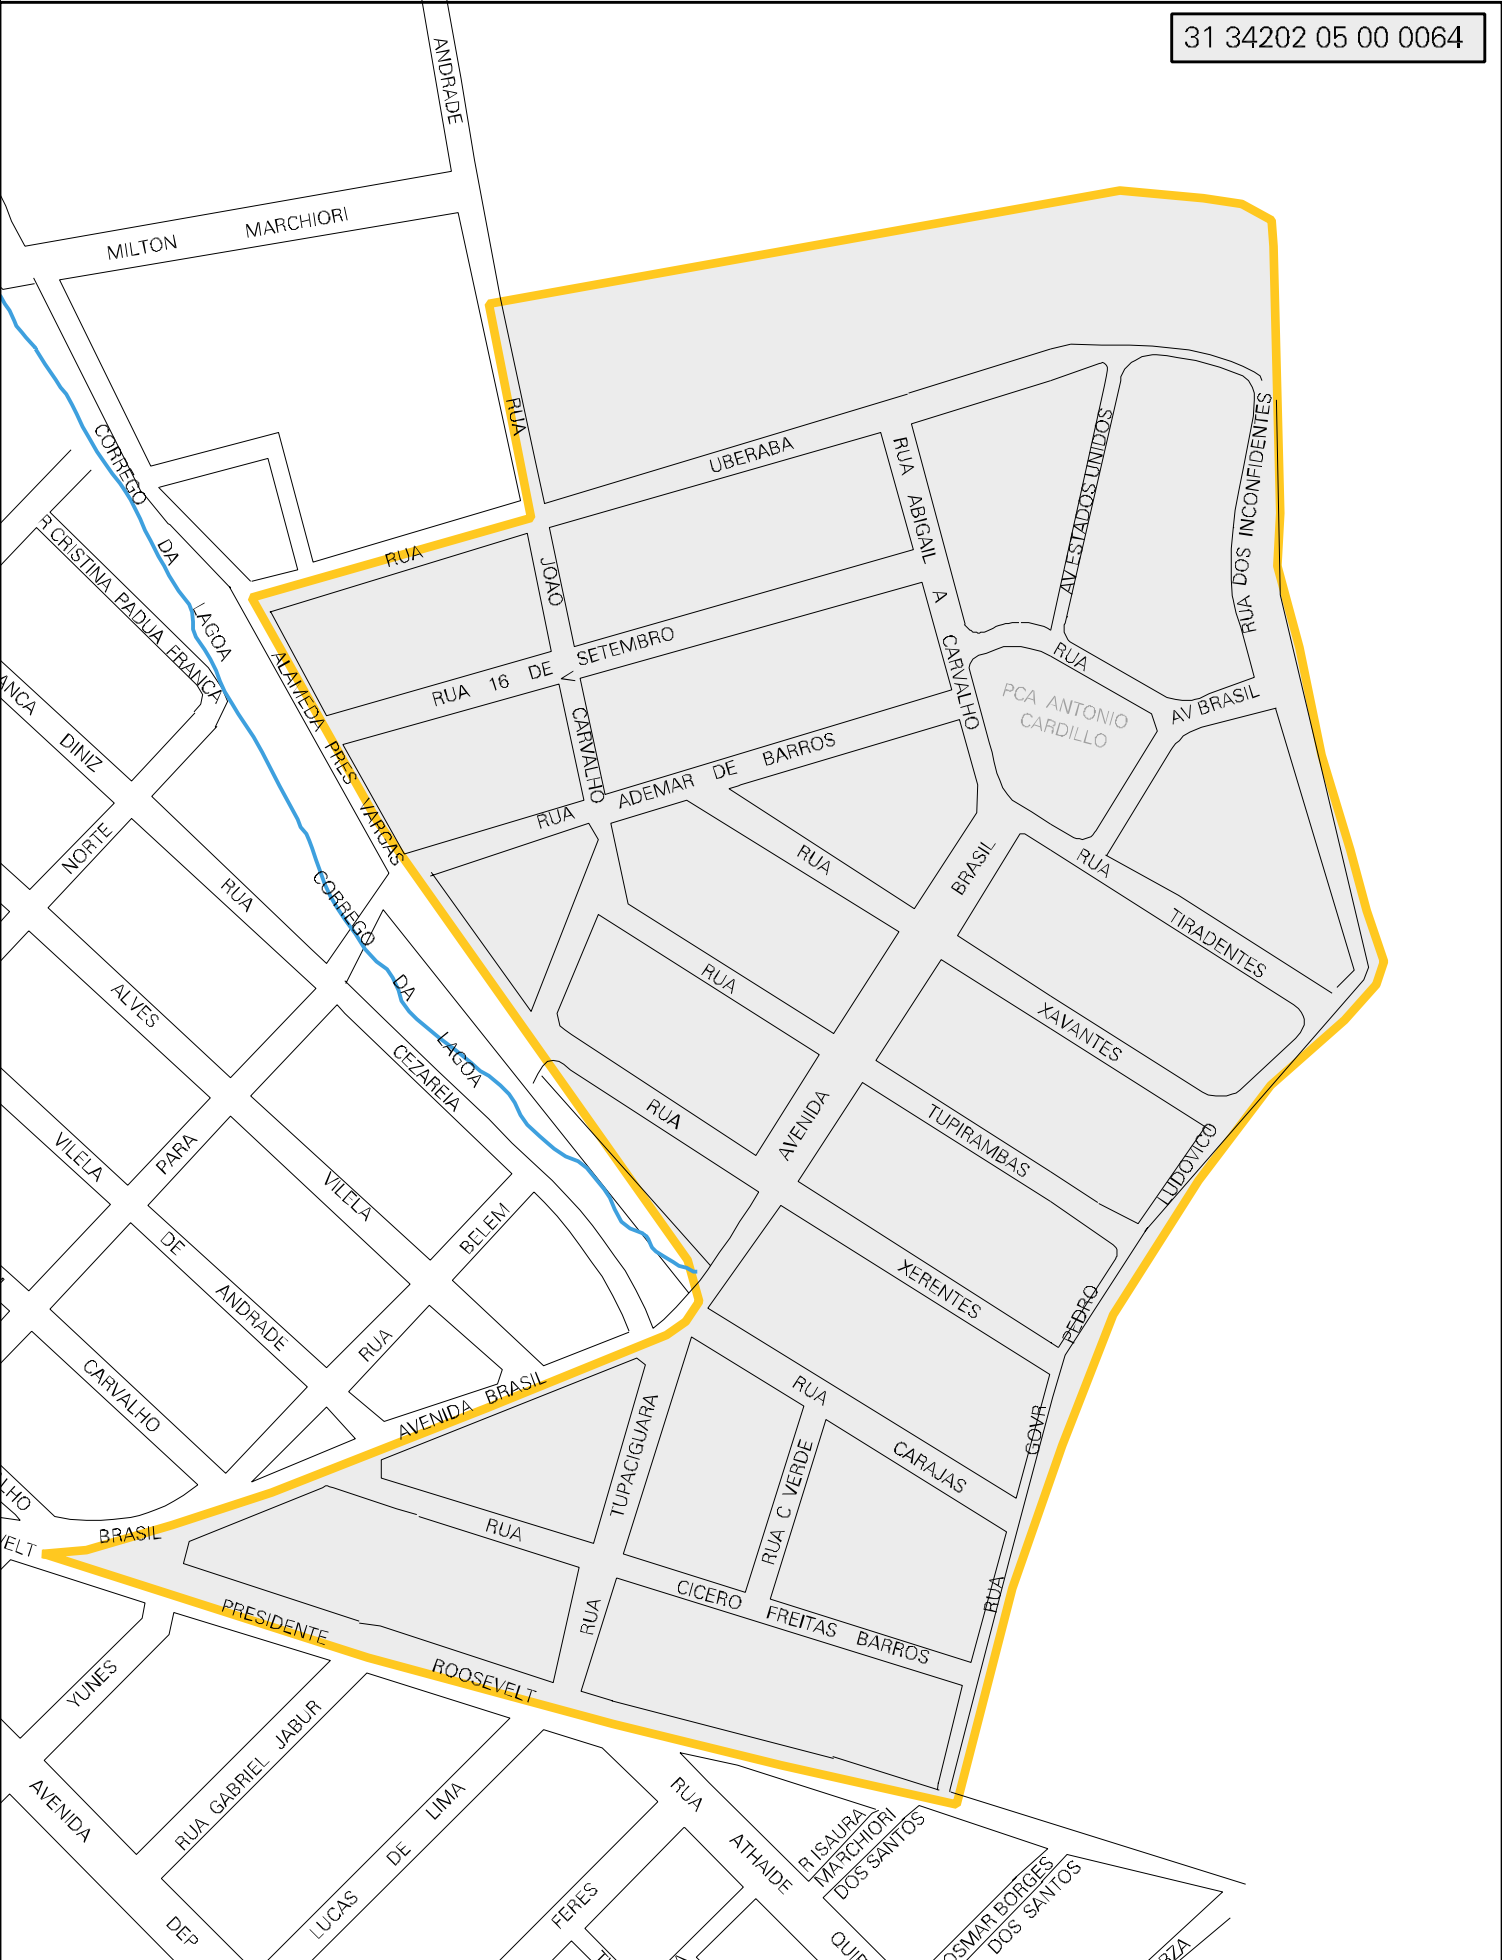 31 34202 05 00 0064
ANDRADE
MILTON MARCHIORI
RUA
UBERABA
RUA ABIGAIL A CARVALHO
AV ESTADOS UNIDOS
RUA DOS INCONFIDENTES
CORREGO DA LAGOA
RUA
JOAO V CARVALHO
R CRISTINA PADUA FRANCA
RUA 16 DE SETEMBRO
RUA
AV BRASIL
PCA ANTONIO
CARDILLO
ALAMEDA PRES VARGAS
ANCA
DINIZ
RUA ADEMAR DE BARROS
NORTE
RUA
RUA
BRASIL
RUA
TIRADENTES
CORREGO DA LAGOA
RUA
XAVANTES
ALVES
CEZAREIA
RUA
AVENIDA
TUPIRAMBAS
LUDOVICO
VILELA
PARA
VILELA
BELEM
DE
ANDRADE
XERENTES
PEDRO
RUA
CARVALHO
AVENIDA BRASIL
RUA
CARAJAS
GOVR
TUPACIGUARA
RUA C VERDE
LHO
VELT
BRASIL
RUA
CICERO FREITAS BARROS
RUA
RUA
PRESIDENTE
ROOSEVELT
YUNES
RUA GABRIEL JABUR
AVENIDA
DEP
LUCAS DE LIMA
RUA
ATHAIDE
FERES
R ISAURA
MARCHIORI
DOS SANTOS
OSMAR BORGES
DOS SANTOS